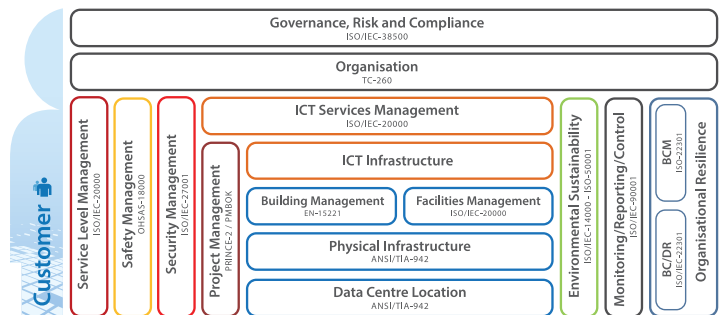 Governance, Risk and Compliance
ISO/IEC-38500
Organisation
TC-260
Customer
Service Level Management
ISO/IEC-20000
Safety Management
OHSAS-18000
Security Management
ISO/IEC-27001
ICT Services Management
ISO/IEC-20000
Project Management
PRINCE-2 / PMBOK
ICT Infrastructure
Building Management
EN-15221
Facilities Management
ISO/IEC-20000
Physical Infrastructure
ANSI/TIA-942
Data Centre Location
ANSI/TIA-942
Environmental Sustainability
ISO/IEC-14000 - ISO-50001
Monitoring/Reporting/Control
ISO/IEC-90001
BCM
ISO-22301
BC/DR
ISO/IEC-22301
Organisational Resilience